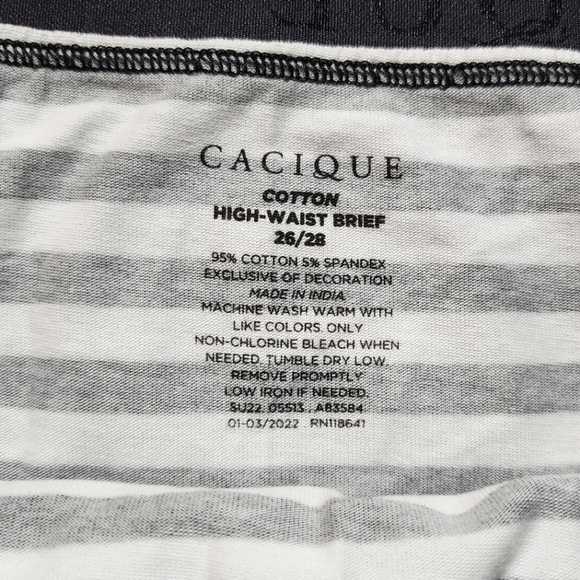 CACIQUE
COTTON
HIGH-WAIST BRIEF
26/28
95% COTTON 5% SPANDEX
EXCLUSIVE OF DECORATION
MADE IN INDIA.
MACHINE WASH WARM WITH
LIKE COLORS. ONLY
NON-CHLORINE BLEACH WHEN
NEEDED. TUMBLE DRY LOW.
REMOVE PROMPTLY
LOW IRON IF NEEDED.
SU22. 05513 . A83584
01-03/2022 . RN118641